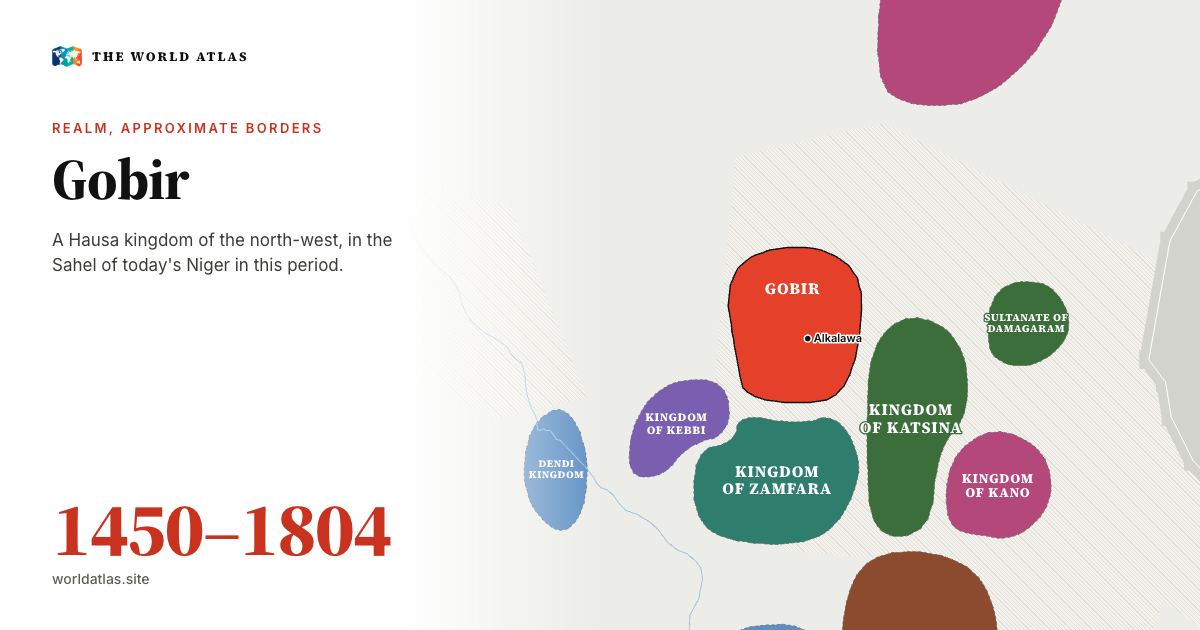 THE WORLD ATLAS
REALM, APPROXIMATE BORDERS
Gobir
A Hausa kingdom of the north-west, in the
Sahel of today's Niger in this period.
1450–1804
worldatlas.site
GOBIR
Alkalawa
SULTANATE OF
DAMAGARAM
KINGDOM
OF KEBBI
KINGDOM
OF KATSINA
DENDI
KINGDOM
KINGDOM
OF ZAMFARA
KINGDOM
OF KANO